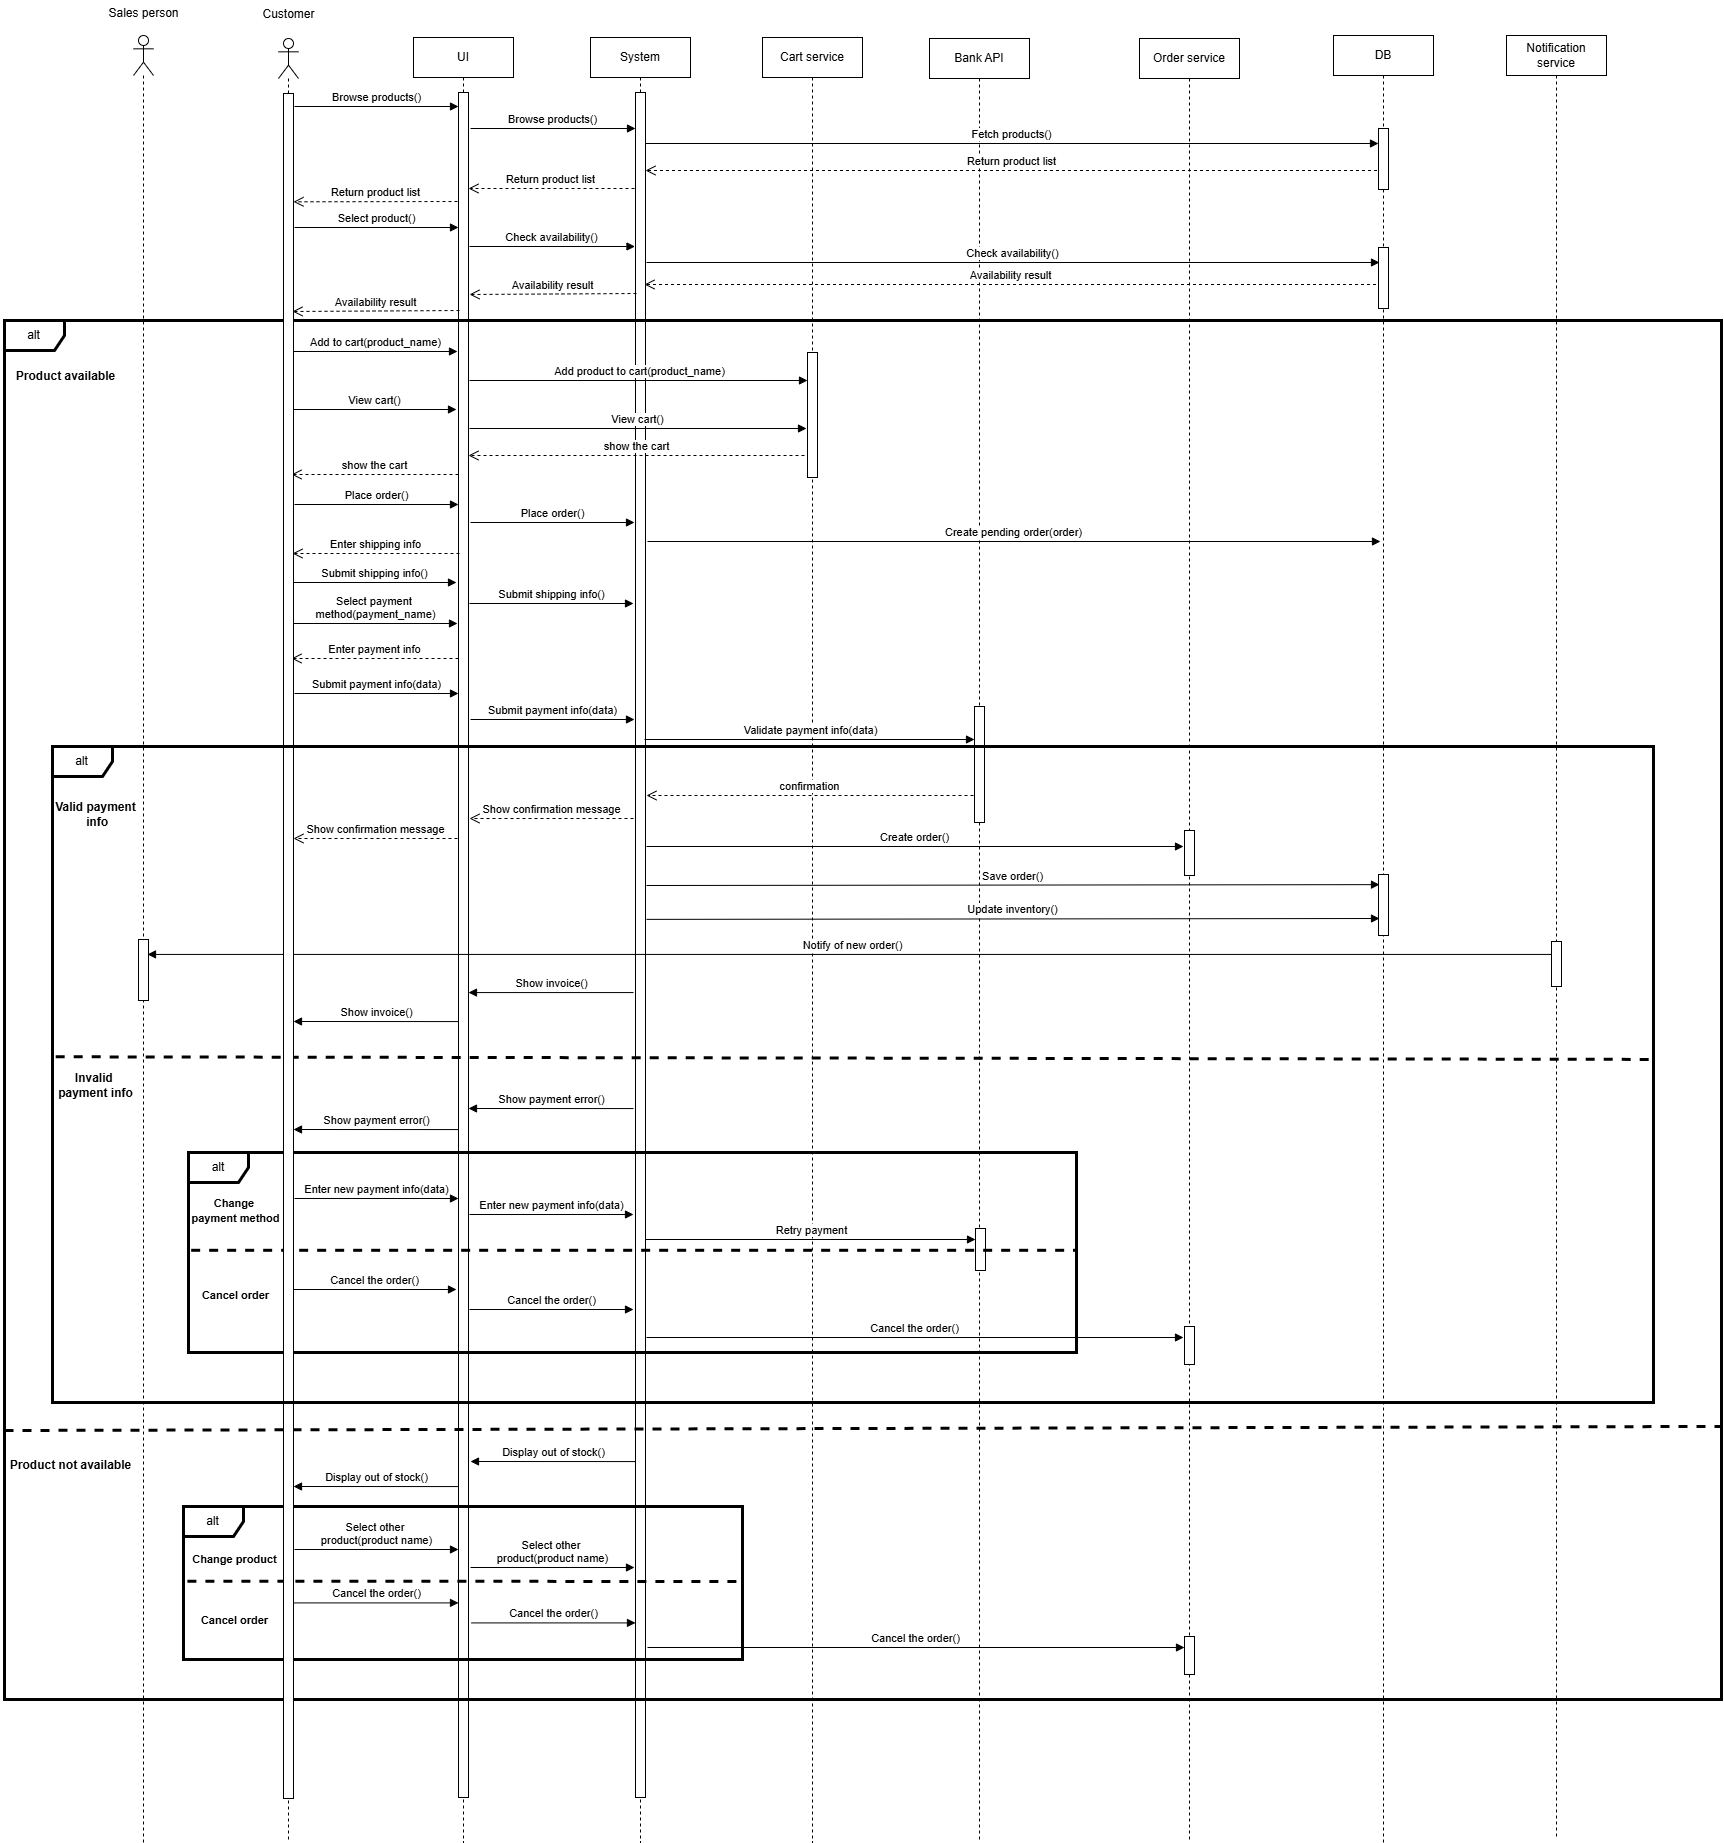 Sales person
Customer
UI
System
Cart service
Bank API
Order service
DB
Notification
service
Browse products()
Browse products()
Fetch products()
Return product list
Return product list
Return product list
Select product()
Check availability()
Check availability()
Availability result
Availability result
Availability result
alt
Add to cart(product_name)
Product available
Add product to cart(product_name)
View cart()
View cart()
show the cart
show the cart
Place order()
Place order()
Create pending order(order)
Enter shipping info
Submit shipping info()
Submit shipping info()
Select payment
method(payment_name)
Enter payment info
Submit payment info(data)
Submit payment info(data)
Validate payment info(data)
alt
confirmation
Valid payment
info
Show confirmation message
Show confirmation message
Create order()
Save order()
Update inventory()
Notify of new order()
Show invoice()
Show invoice()
Invalid
payment info
Show payment error()
Show payment error()
alt
Enter new payment info(data)
Change
payment method
Enter new payment info(data)
Retry payment
Cancel the order()
Cancel order
Cancel the order()
Cancel the order()
Display out of stock()
Product not available
Display out of stock()
alt
Select other
product(product name)
Select other
product(product name)
Change product
Cancel the order()
Cancel order
Cancel the order()
Cancel the order()